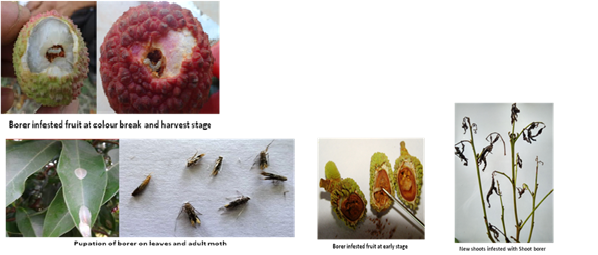 Borer infested fruit at colour break and harvest stage
Pupation of borer on leaves and adult moth
Borer infested fruit at early stage
New shoots infested with Shoot borer